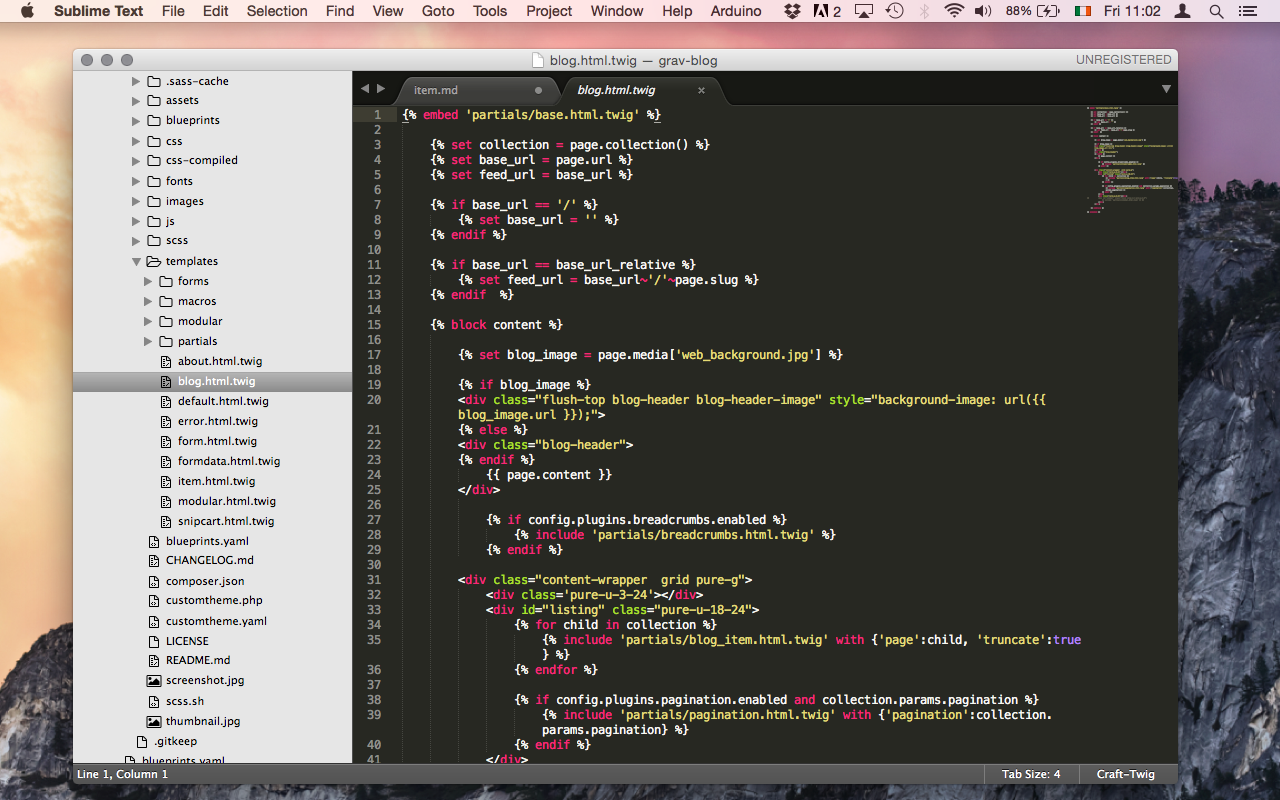 Sublime Text File Edit Selection Find View Goto Tools Project Window Help Arduino 2 88% Fri 11:02
blog.html.twig — grav-blog UNREGISTERED
.sass-cache
assets
blueprints
css
css-compiled
fonts
images
js
scss
templates
forms
macros
modular
partials
about.html.twig
blog.html.twig
default.html.twig
error.html.twig
form.html.twig
formdata.html.twig
item.html.twig
modular.html.twig
snipcart.html.twig
blueprints.yaml
CHANGELOG.md
composer.json
customtheme.php
customtheme.yaml
LICENSE
README.md
screenshot.jpg
scss.sh
thumbnail.jpg
.gitkeep
blueprints.yaml
item.md blog.html.twig
1 {% embed 'partials/base.html.twig' %}
2
3 {% set collection = page.collection() %}
4 {% set base_url = page.url %}
5 {% set feed_url = base_url %}
6
7 {% if base_url == '/' %}
8 {% set base_url = '' %}
9 {% endif %}
10
11 {% if base_url == base_url_relative %}
12 {% set feed_url = base_url~'/'~page.slug %}
13 {% endif  %}
14
15 {% block content %}
16
17 {% set blog_image = page.media['web_background.jpg'] %}
18
19 {% if blog_image %}
20 <div class="flush-top blog-header blog-header-image" style="background-image: url({{
blog_image.url }});">
21 {% else %}
22 <div class="blog-header">
23 {% endif %}
24 {{ page.content }}
25 </div>
26
27 {% if config.plugins.breadcrumbs.enabled %}
28 {% include 'partials/breadcrumbs.html.twig' %}
29 {% endif %}
30
31 <div class="content-wrapper  grid pure-g">
32 <div class='pure-u-3-24'></div>
33 <div id="listing" class="pure-u-18-24">
34 {% for child in collection %}
35 {% include 'partials/blog_item.html.twig' with {'page':child, 'truncate':true
} %}
36 {% endfor %}
37
38 {% if config.plugins.pagination.enabled and collection.params.pagination %}
39 {% include 'partials/pagination.html.twig' with {'pagination':collection.
params.pagination} %}
40 {% endif %}
41 </div>
Line 1, Column 1 Tab Size: 4 Craft-Twig